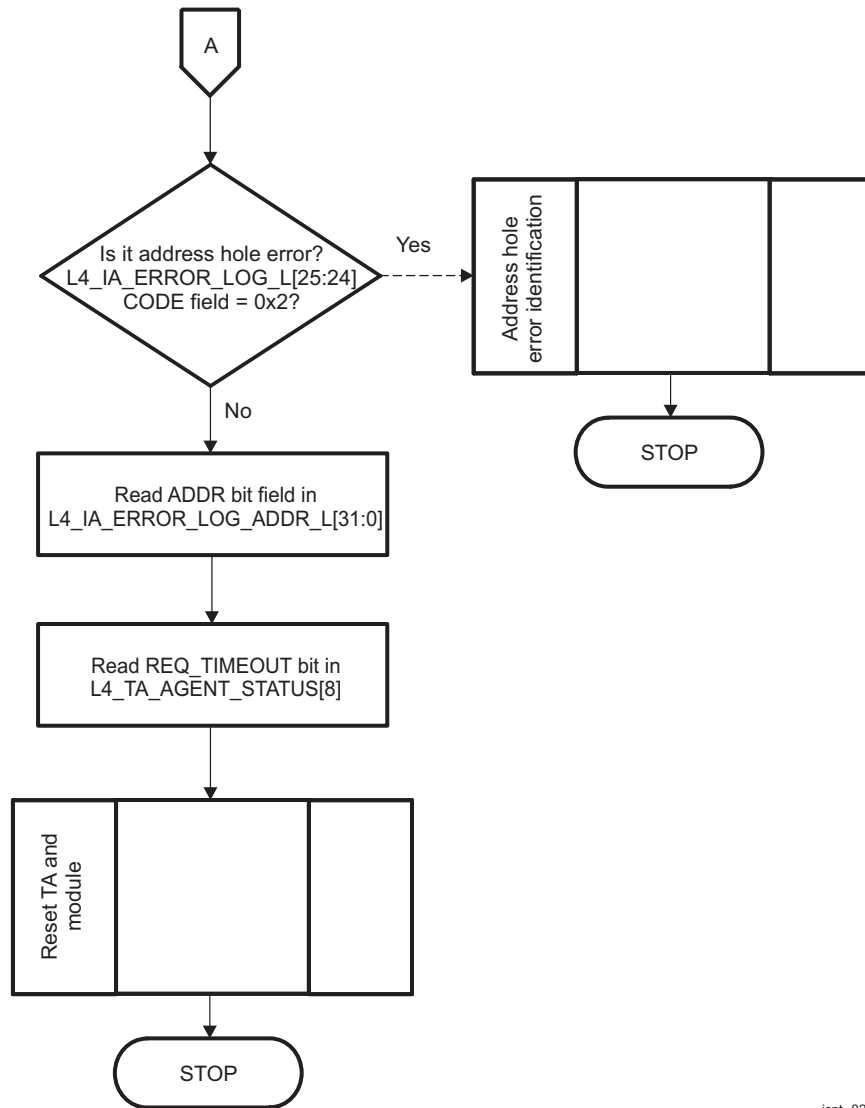 A
Is it address hole error?
L4_IA_ERROR_LOG_L[25:24]
CODE field = 0x2?
Yes
Address hole
error identification
No
STOP
Read ADDR bit field in
L4_IA_ERROR_LOG_ADDR_L[31:0]
Read REQ_TIMEOUT bit in
L4_TA_AGENT_STATUS[8]
Reset TA and
module
STOP